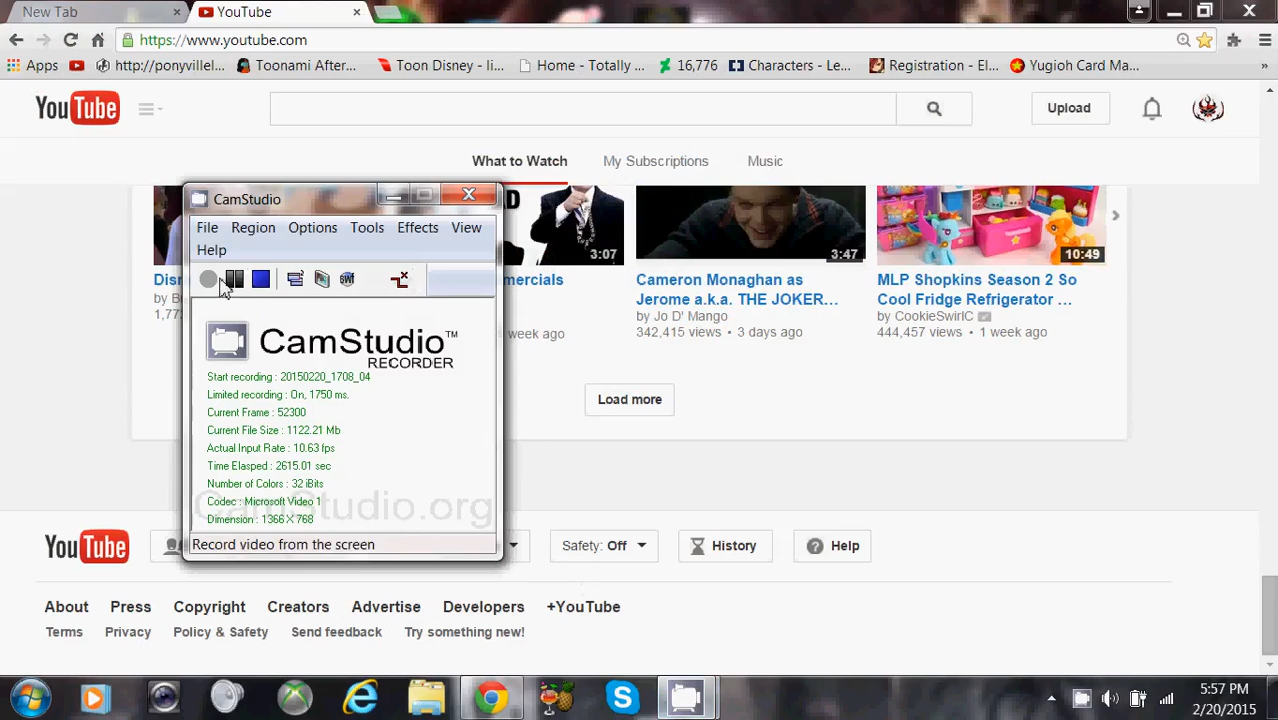 New Tab
YouTube
https://www.youtube.com
Apps
http://ponyvillel...
Toonami After...
Toon Disney - li...
Home - Totally ...
16,776
Characters - Le...
Registration - El...
Yugioh Card Ma...
»
YouTube
Upload
What to Watch
My Subscriptions
Music
CamStudio
File
Region
Options
Tools
Effects
View
Help
swf
CamStudio™
RECORDER
Start recording : 20150220_1708_04
Limited recording : On, 1750 ms.
Current Frame : 52300
Current File Size : 1122.21 Mb
Actual Input Rate : 10.63 fps
Time Elasped : 2615.01 sec
Number of Colors : 32 iBits
Codec : Microsoft Video 1
Dimension : 1366 X 768
CamStudio.org
Record video from the screen
3:07
3:47
10:49
Disn
by B
1,773
mercials
week ago
Cameron Monaghan as
Jerome a.k.a. THE JOKER...
by Jo D' Mango
342,415 views • 3 days ago
MLP Shopkins Season 2 So
Cool Fridge Refrigerator ...
by CookieSwirlC
444,457 views • 1 week ago
Load more
YouTube
Safety: Off
History
Help
About
Press
Copyright
Creators
Advertise
Developers
+YouTube
Terms
Privacy
Policy & Safety
Send feedback
Try something new!
5:57 PM
2/20/2015